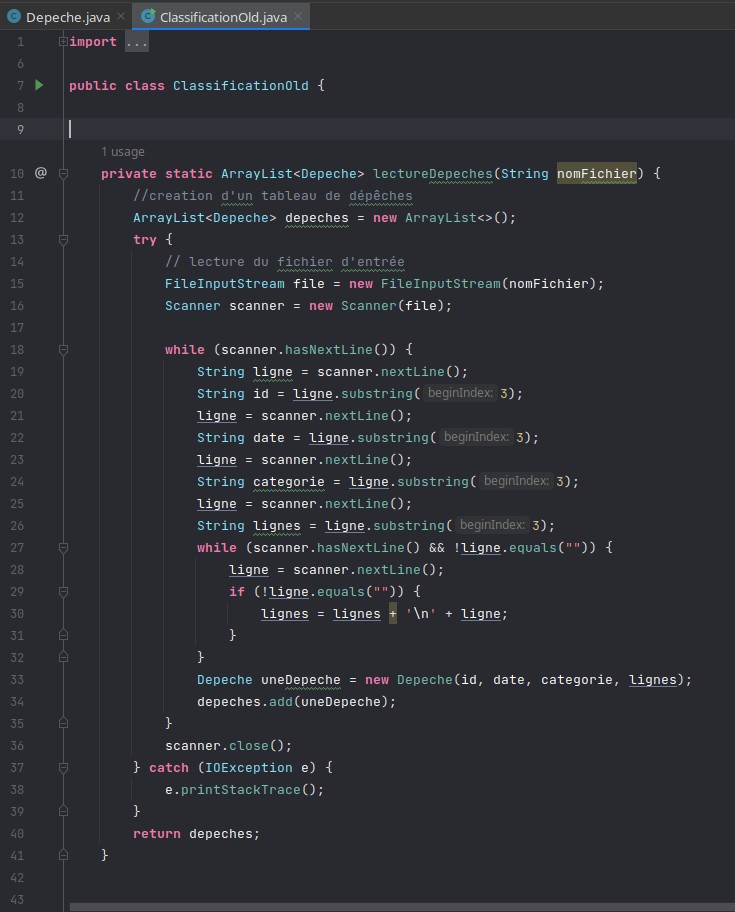 Depeche.java ClassificationOld.java
1 import ...
6
7 public class ClassificationOld {
8
9
1 usage
10 @ private static ArrayList<Depeche> lectureDepeches(String nomFichier) {
11 //creation d'un tableau de dépêches
12 ArrayList<Depeche> depeches = new ArrayList<>();
13 try {
14 // lecture du fichier d'entrée
15 FileInputStream file = new FileInputStream(nomFichier);
16 Scanner scanner = new Scanner(file);
17
18 while (scanner.hasNextLine()) {
19 String ligne = scanner.nextLine();
20 String id = ligne.substring( beginIndex: 3);
21 ligne = scanner.nextLine();
22 String date = ligne.substring( beginIndex: 3);
23 ligne = scanner.nextLine();
24 String categorie = ligne.substring( beginIndex: 3);
25 ligne = scanner.nextLine();
26 String lignes = ligne.substring( beginIndex: 3);
27 while (scanner.hasNextLine() && !ligne.equals("")) {
28 ligne = scanner.nextLine();
29 if (!ligne.equals("")) {
30 lignes = lignes + '\n' + ligne;
31 }
32 }
33 Depeche uneDepeche = new Depeche(id, date, categorie, lignes);
34 depeches.add(uneDepeche);
35 }
36 scanner.close();
37 } catch (IOException e) {
38 e.printStackTrace();
39 }
40 return depeches;
41 }
42
43